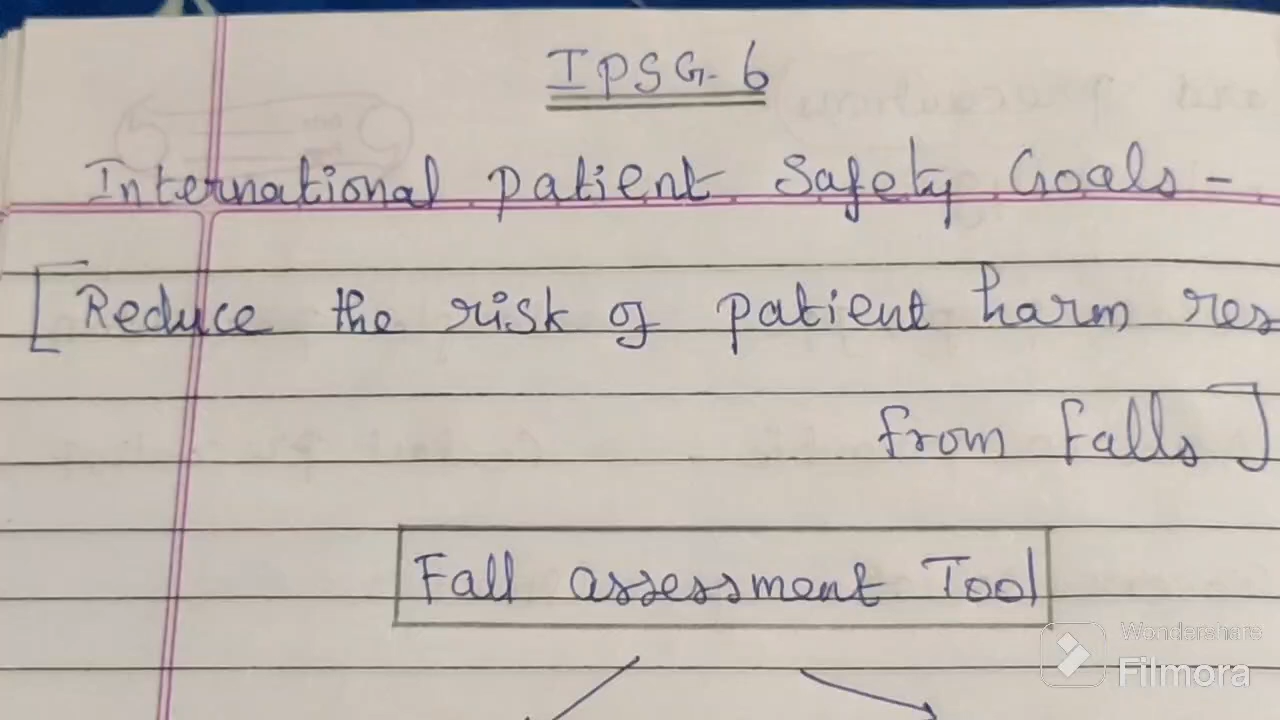 IPSG-6
International patient Safety Goals -
[Reduce the risk of patient harm res
from falls]
Fall assessment Tool
Wondershare
Filmora